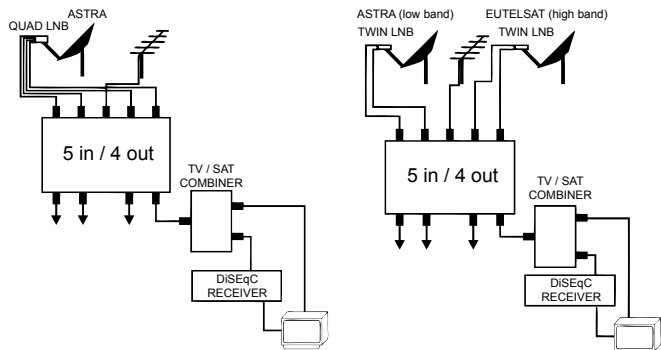 ASTRA
QUAD LNB
5 in / 4 out
TV / SAT
COMBINER
DiSEqC
RECEIVER
ASTRA (low band)
TWIN LNB
EUTELSAT (high band)
TWIN LNB
5 in / 4 out
TV / SAT
COMBINER
DiSEqC
RECEIVER